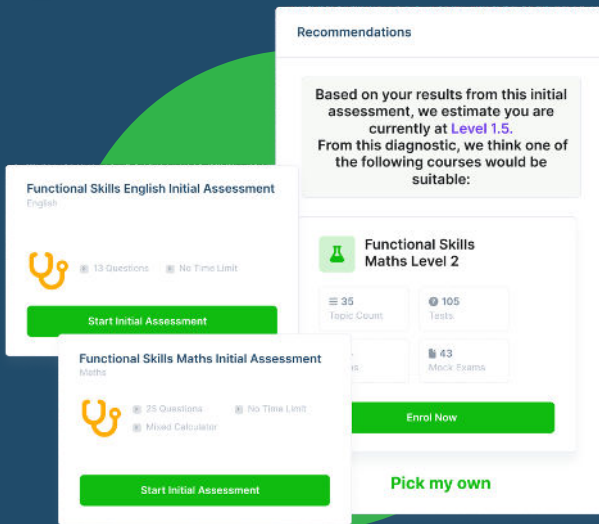 Recommendations
Based on your results from this initial
assessment, we estimate you are
currently at Level 1.5.
From this diagnostic, we think one of
the following courses would be
suitable:
Functional Skills English Initial Assessment
English
13 Questions No Time Limit
Start Initial Assessment
Functional Skills
Maths Level 2
35 105
Topic Count Tests
43
Mock Exams
Enrol Now
Pick my own
Functional Skills Maths Initial Assessment
Maths
25 Questions No Time Limit
Mixed Calculator
Start Initial Assessment